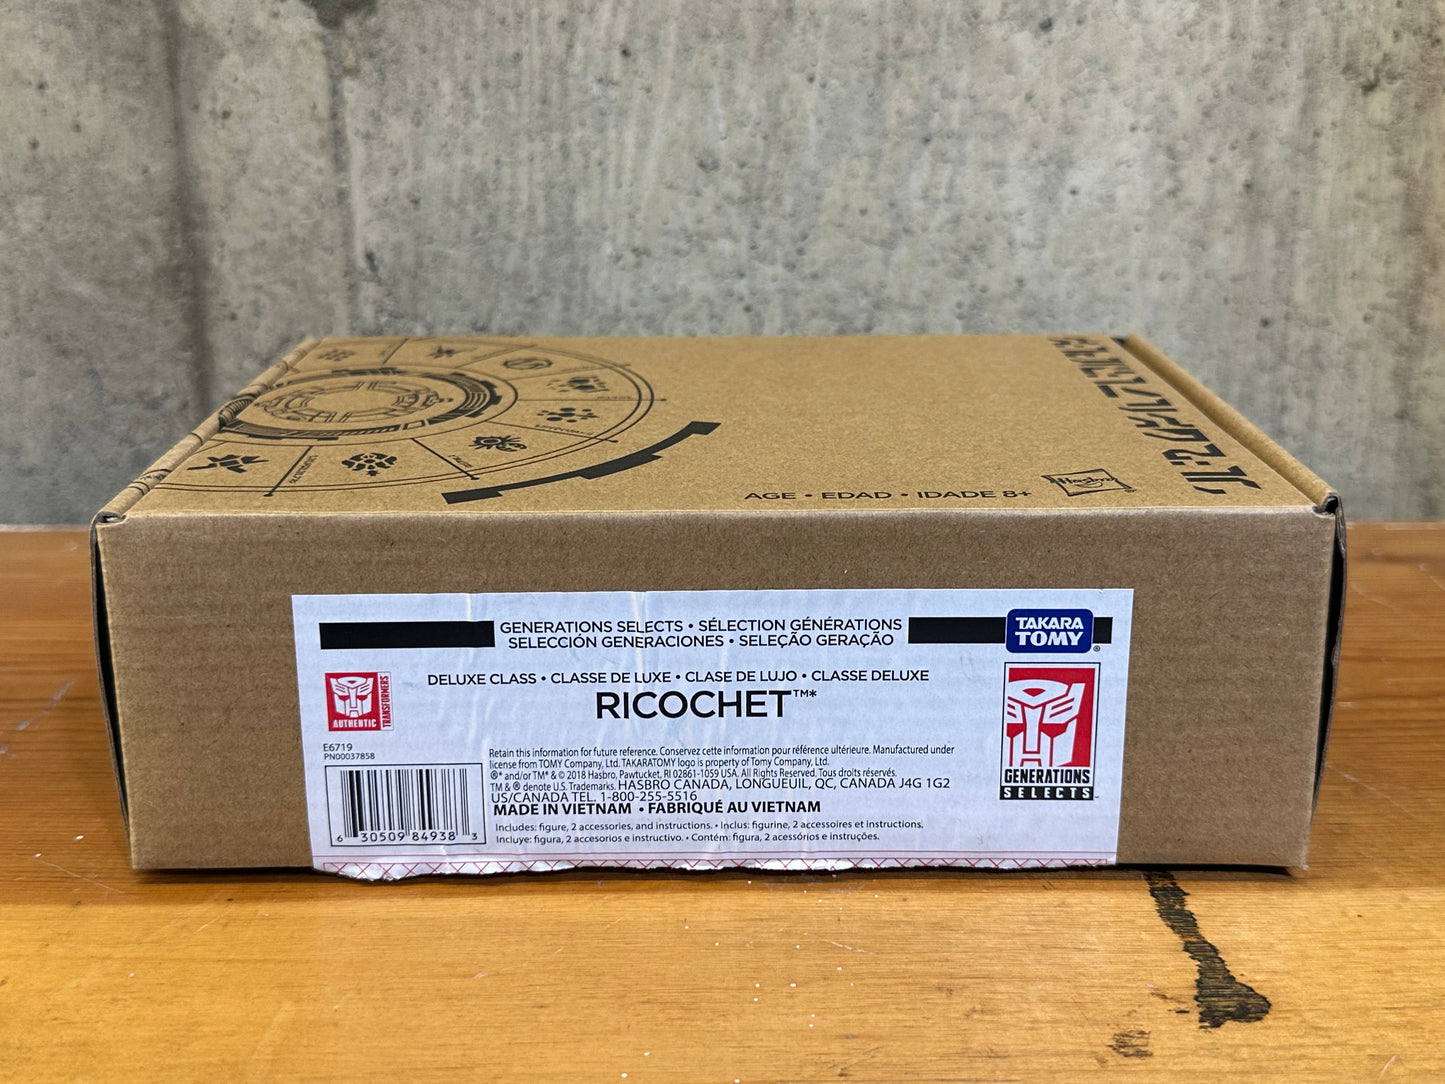 AGE • EDAD • IDADE 8+
Hasbro
®
GENERATIONS SELECTS • SÉLECTION GÉNÉRATIONS
SELECCIÓN GENERACIONES • SELEÇÃO GERAÇÃO
TAKARA
TOMY
®
DELUXE CLASS • CLASSE DE LUXE • CLASE DE LUJO • CLASSE DELUXE
RICOCHET™*
AUTHENTIC
TRANSFORMERS
E6719
PN00037858
6 30509 84938 3
Retain this information for future reference. Conservez cette information pour référence ultérieure. Manufactured under
license from TOMY Company, Ltd. TAKARATOMY logo is property of Tomy Company, Ltd.
®* and/or TM* & © 2018 Hasbro, Pawtucket, RI 02861-1059 USA. All Rights Reserved. Tous droits réservés.
TM & ® denote U.S. Trademarks. HASBRO CANADA, LONGUEUIL, QC, CANADA J4G 1G2
US/CANADA TEL. 1-800-255-5516
MADE IN VIETNAM • FABRIQUÉ AU VIETNAM
Includes: figure, 2 accessories, and instructions. • Inclus: figurine, 2 accessoires et instructions.
Incluye: figura, 2 accesorios e instructivo. • Contém: figura, 2 acessórios e instruções.
GENERATIONS
SELECTS